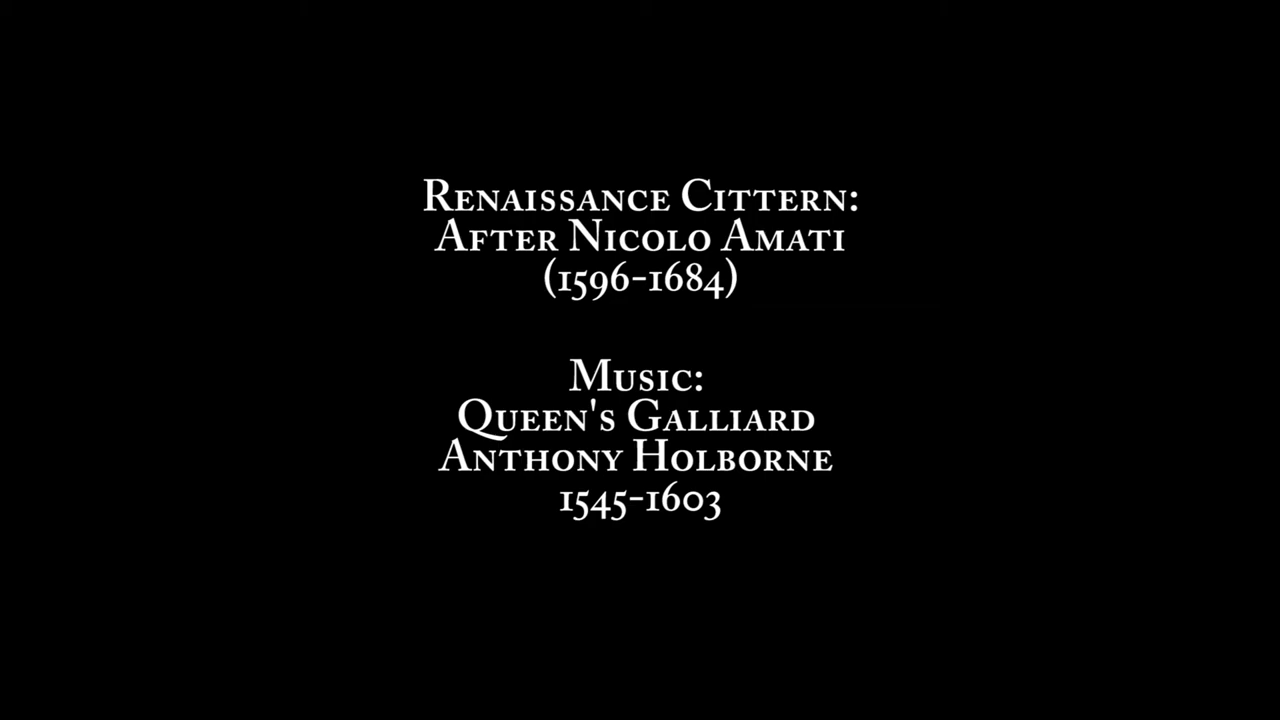 Renaissance Cittern:
After Nicolo Amati
(1596-1684)
Music:
Queen's Galliard
Anthony Holborne
1545-1603